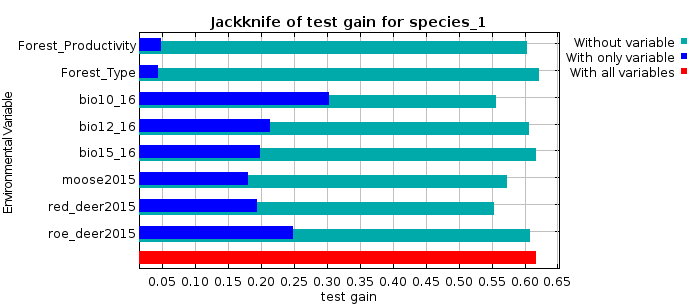 Jackknife of test gain for species_1
Environmental Variable
Forest_Productivity
Forest_Type
bio10_16
bio12_16
bio15_16
moose2015
red_deer2015
roe_deer2015
Without variable
With only variable
With all variables
0.05 0.10 0.15 0.20 0.25 0.30 0.35 0.40 0.45 0.50 0.55 0.60 0.65
test gain